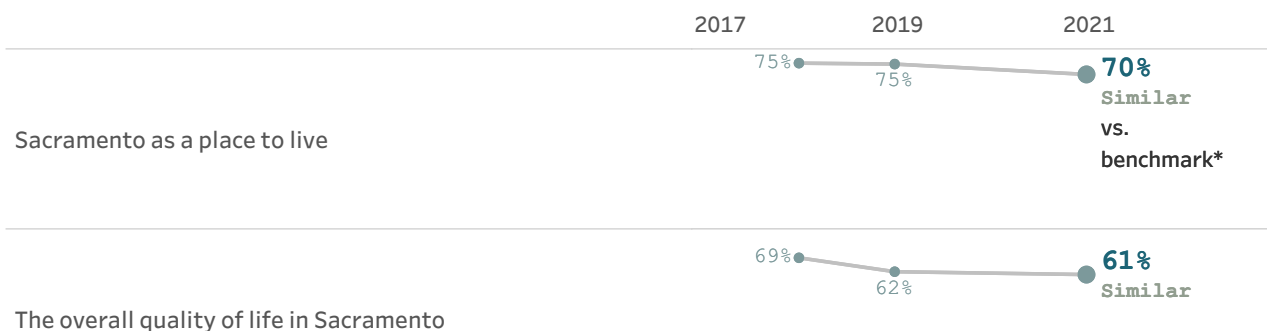 2017 2019 2021
75%
75%
70%
Similar
vs.
benchmark*
Sacramento as a place to live
69%
62%
61%
Similar
The overall quality of life in Sacramento